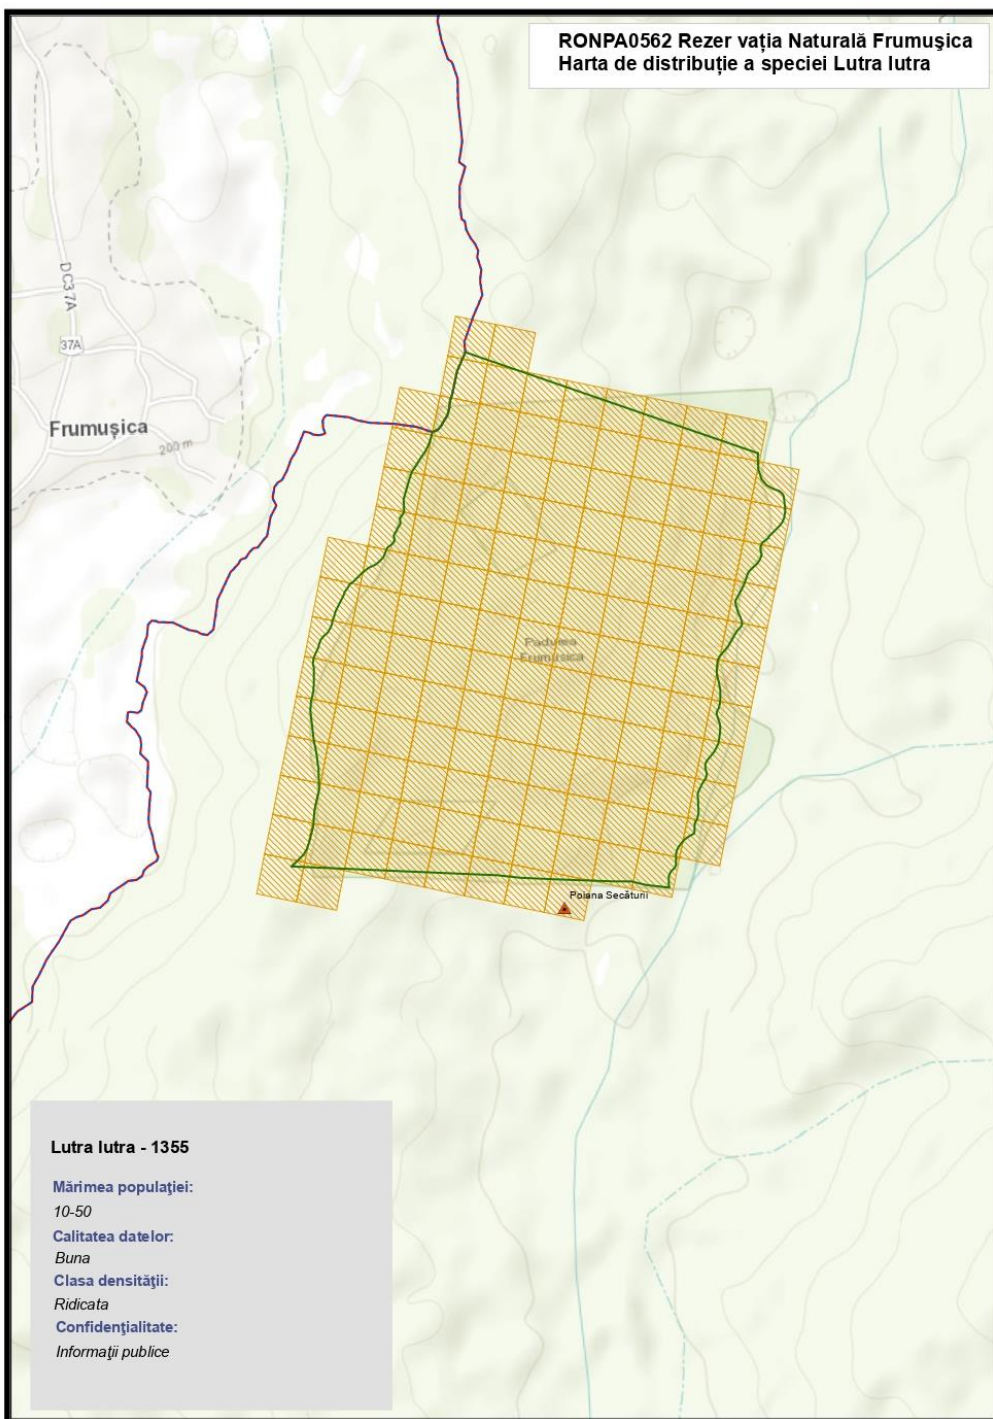 RONPA0562 Rezer vația Naturală Frumușica
Harta de distribuție a speciei Lutra lutra
DC37A
37A
Frumușica
200 m
Padurea
Frumusica
Poiana Secăturii
Lutra lutra - 1355
Mărimea populației:
10-50
Calitatea datelor:
Buna
Clasa densității:
Ridicata
Confidențialitate:
Informații publice